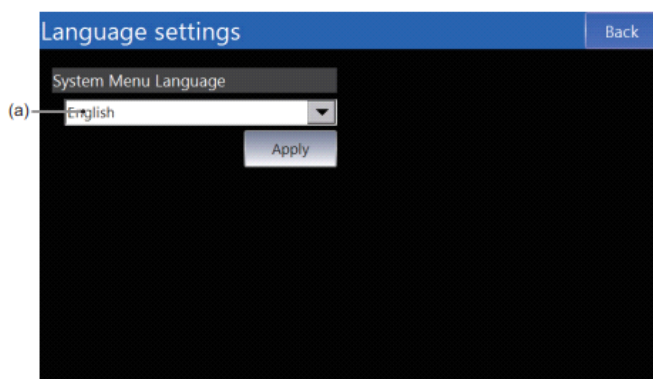 Language settings
Back
System Menu Language
(a)
English
Apply